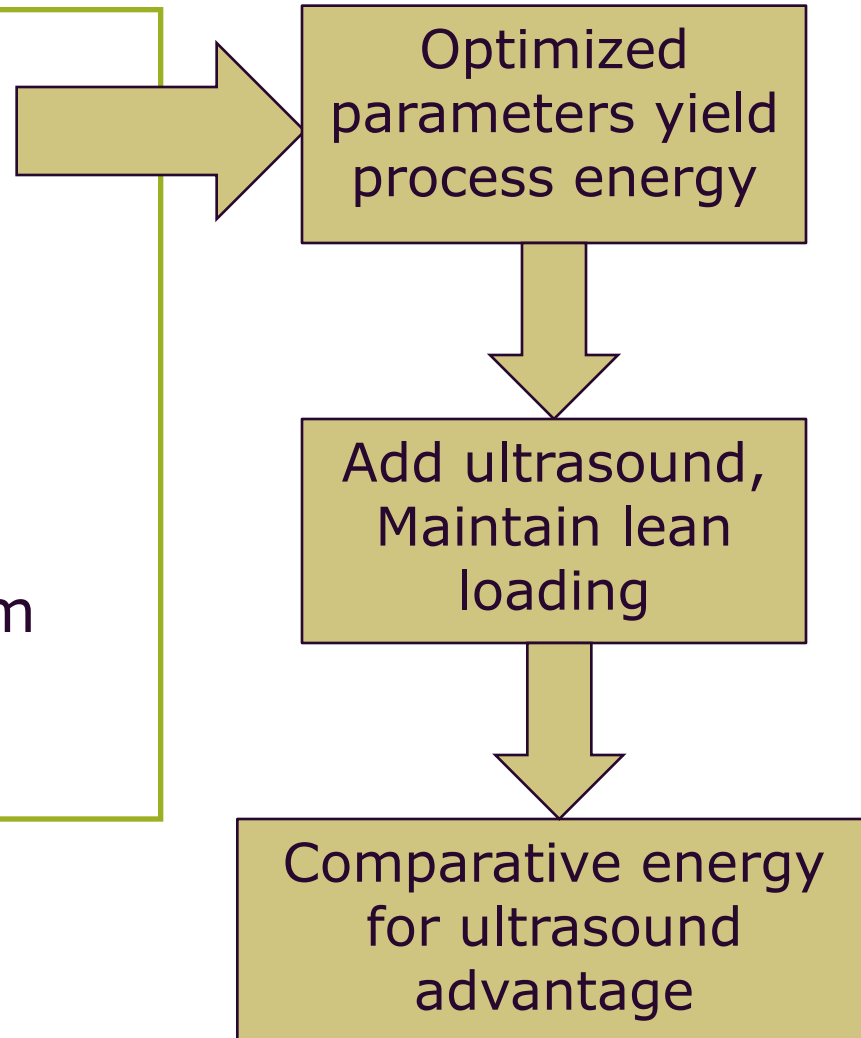 Optimized
parameters yield
process energy
Add ultrasound,
Maintain lean
loading
m
Comparative energy
for ultrasound
advantage